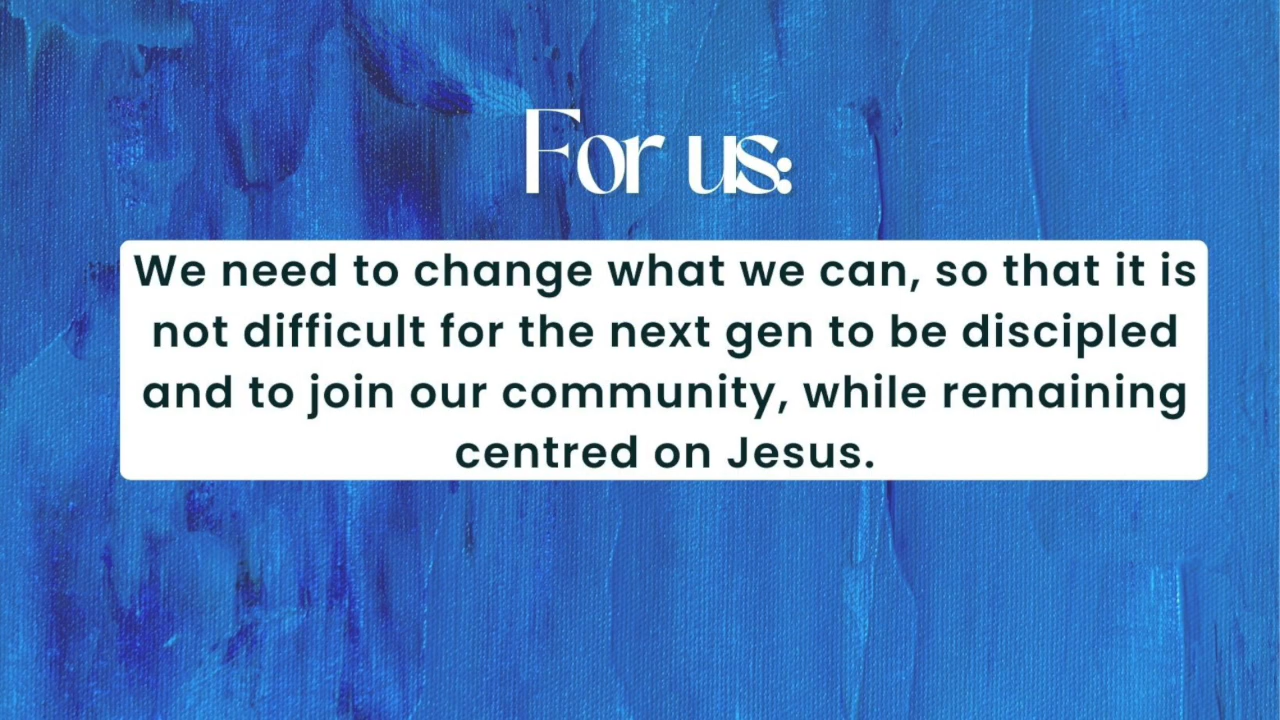 For us:
We need to change what we can, so that it is
not difficult for the next gen to be discipled
and to join our community, while remaining
centred on Jesus.